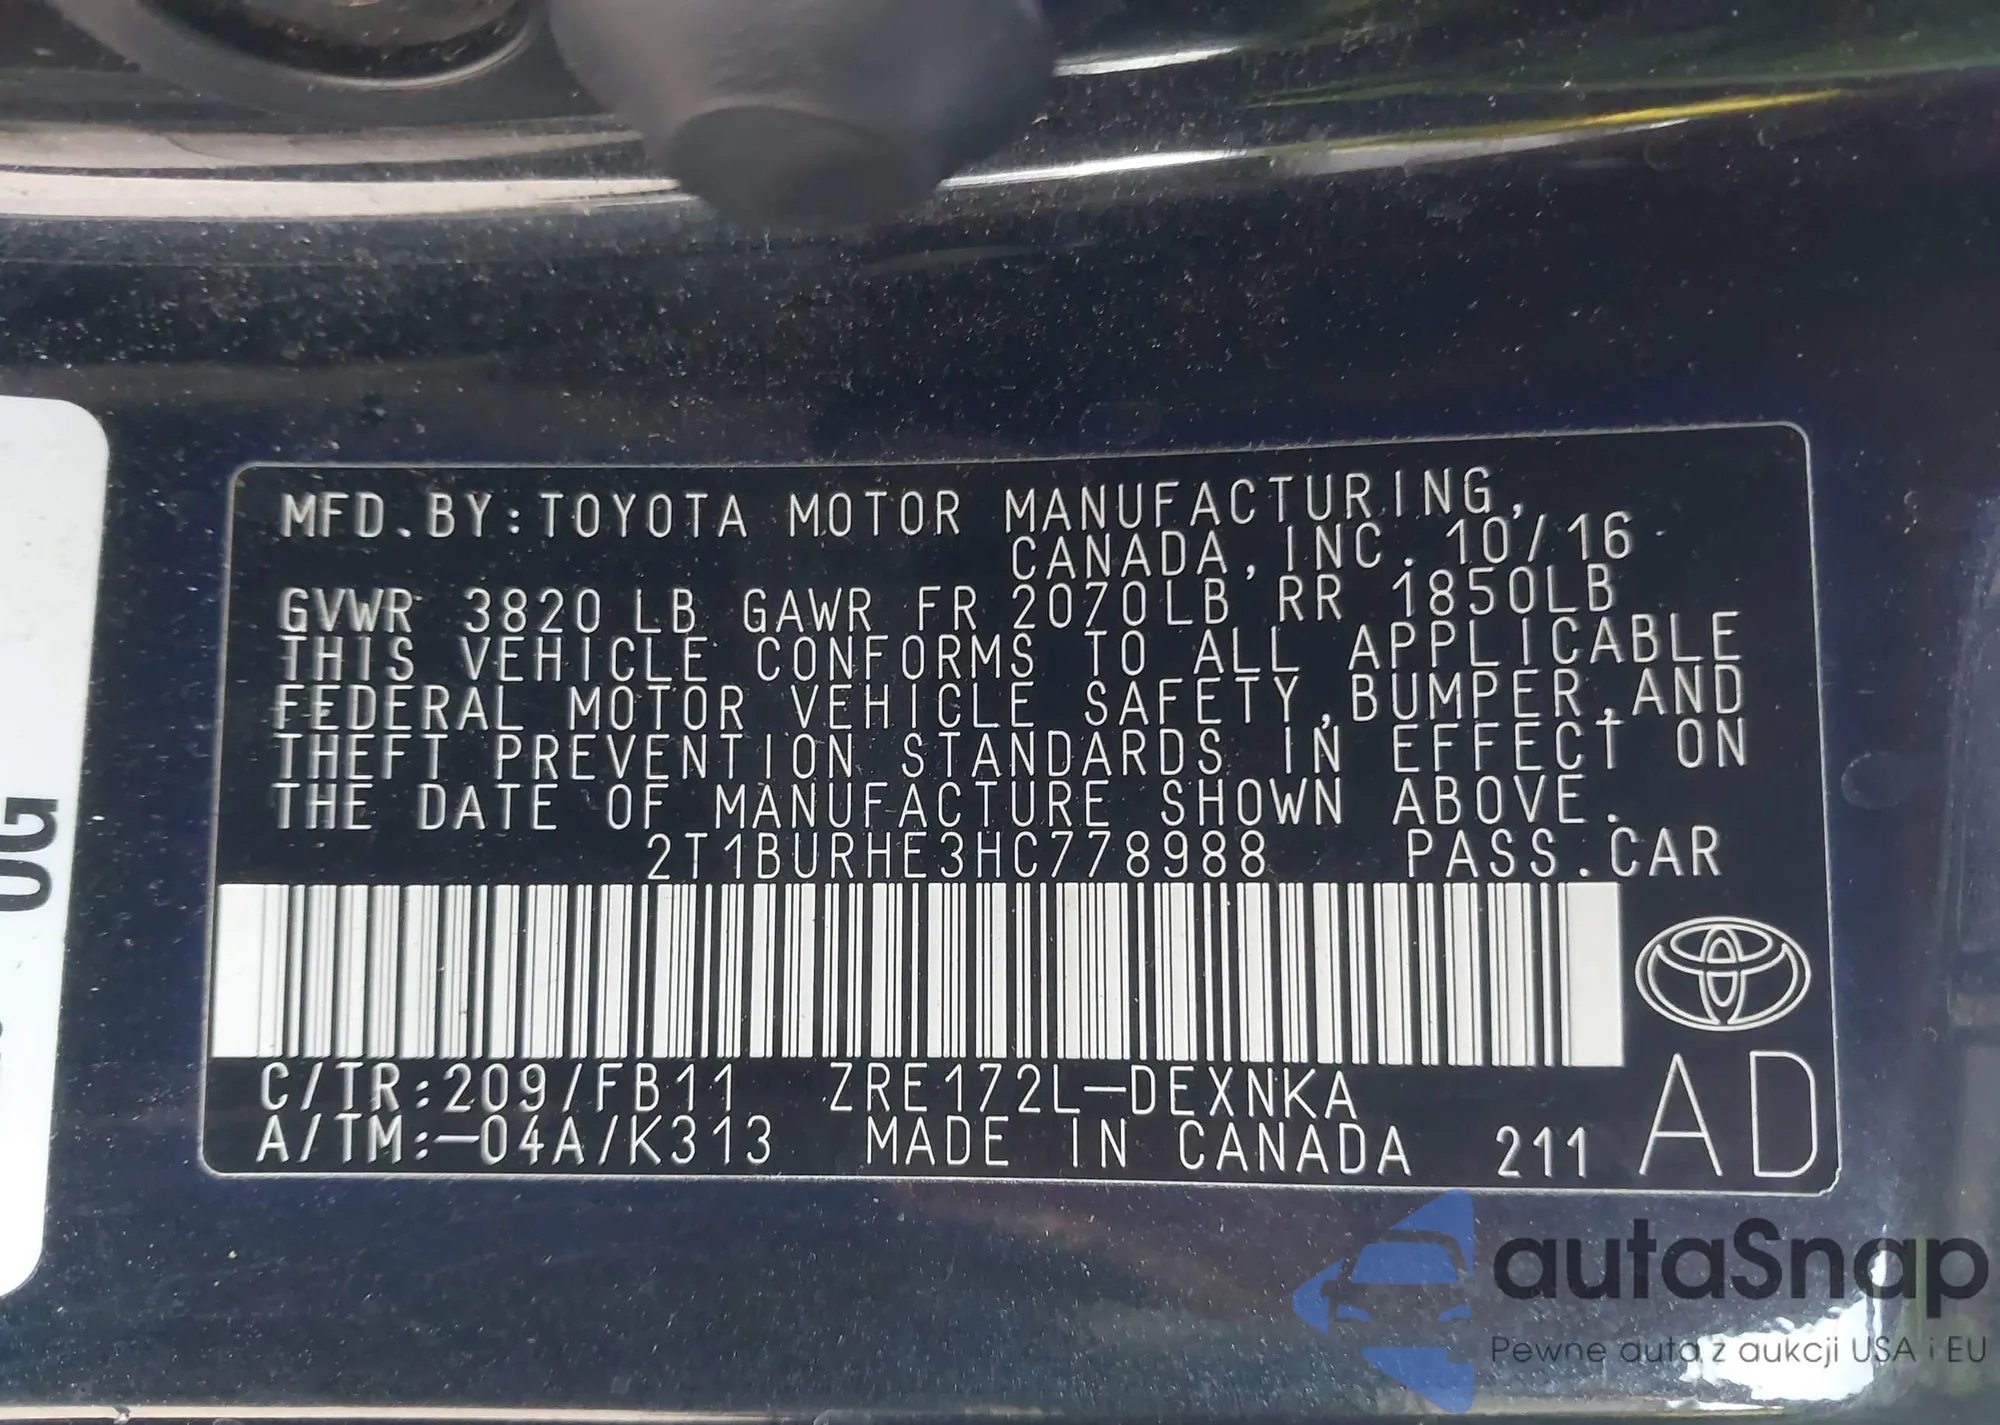 MFD.BY:TOYOTA MOTOR MANUFACTURING,
CANADA,INC. 10/16
GVWR 3820 LB GAWR FR 2070LB RR 1850LB
THIS VEHICLE CONFORMS TO ALL APPLICABLE
FEDERAL MOTOR VEHICLE SAFETY,BUMPER,AND
THEFT PREVENTION STANDARDS IN EFFECT ON
THE DATE OF MANUFACTURE SHOWN ABOVE.
2T1BURHE3HC778988 PASS.CAR
C/TR:209/FB11 ZRE172L-DEXNKA
A/TM:-04A/K313 MADE IN CANADA 211 AD
autaSnap
Pewne auta z aukcji USA i EU